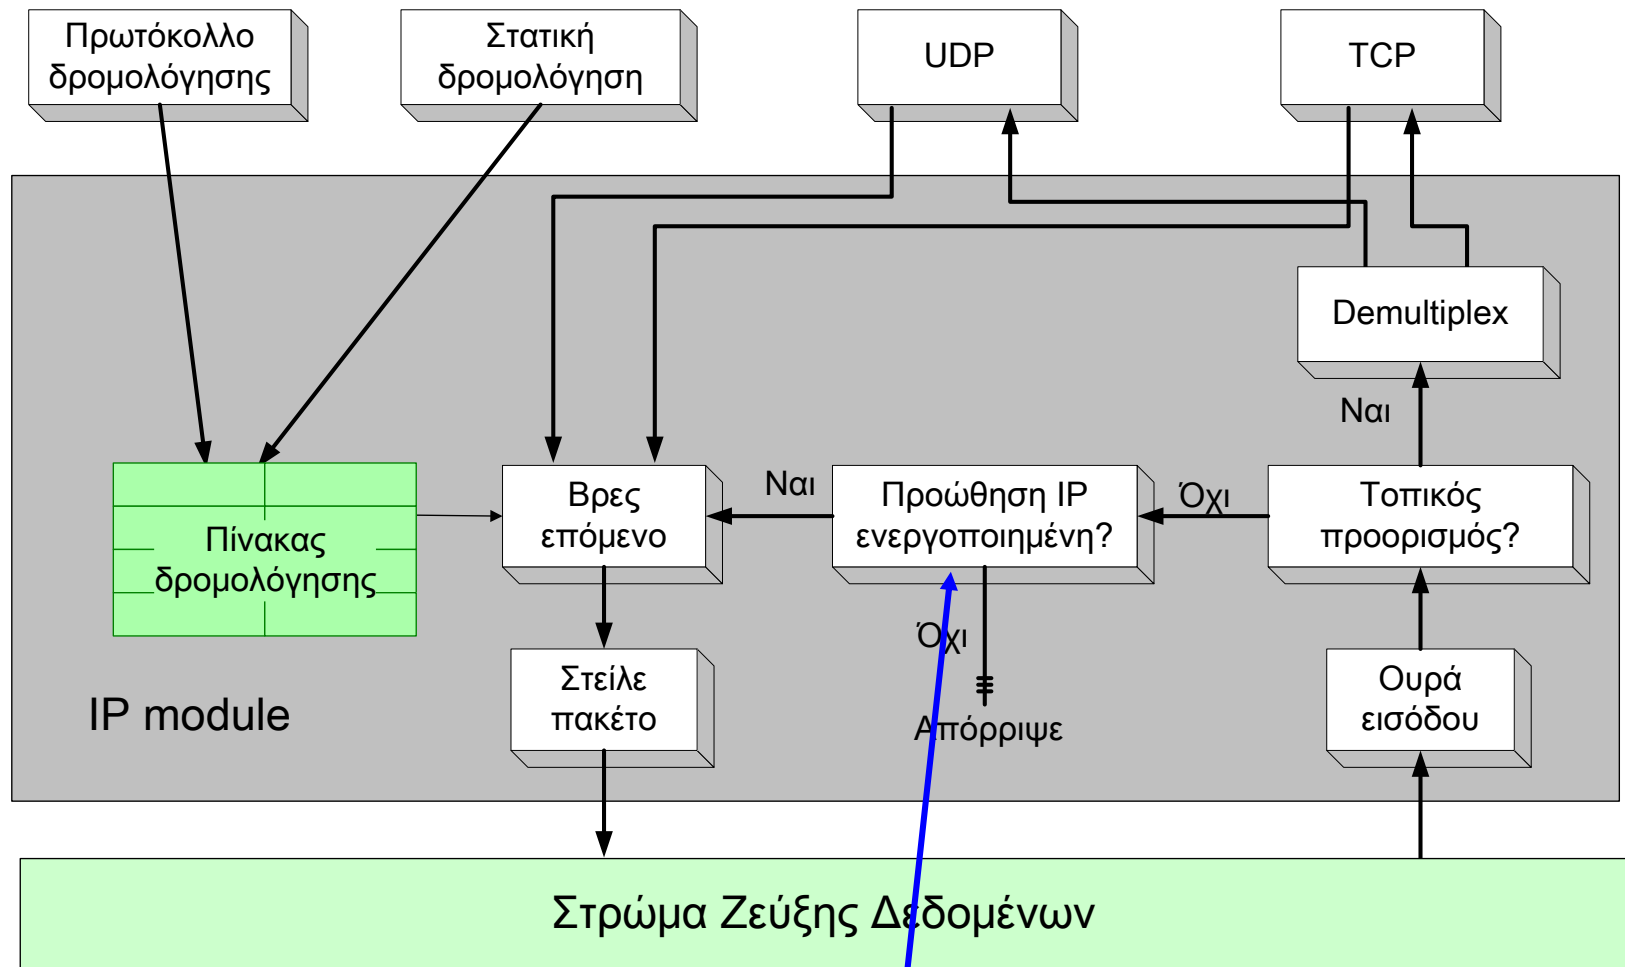 Πρωτόκολλο
δρομολόγησης
Στατική
δρομολόγηση
UDP
TCP
Demultiplex
Ναι
Βρες
επόμενο
Ναι
Προώθηση IP
ενεργοποιημένη?
Όχι
Τοπικός
προορισμός?
Πίνακας
δρομολόγησης
Όχι
Στείλε
πακέτο
Ουρά
εισόδου
IP module
Απόρριψε
Στρώμα Ζεύξης Δεδομένων